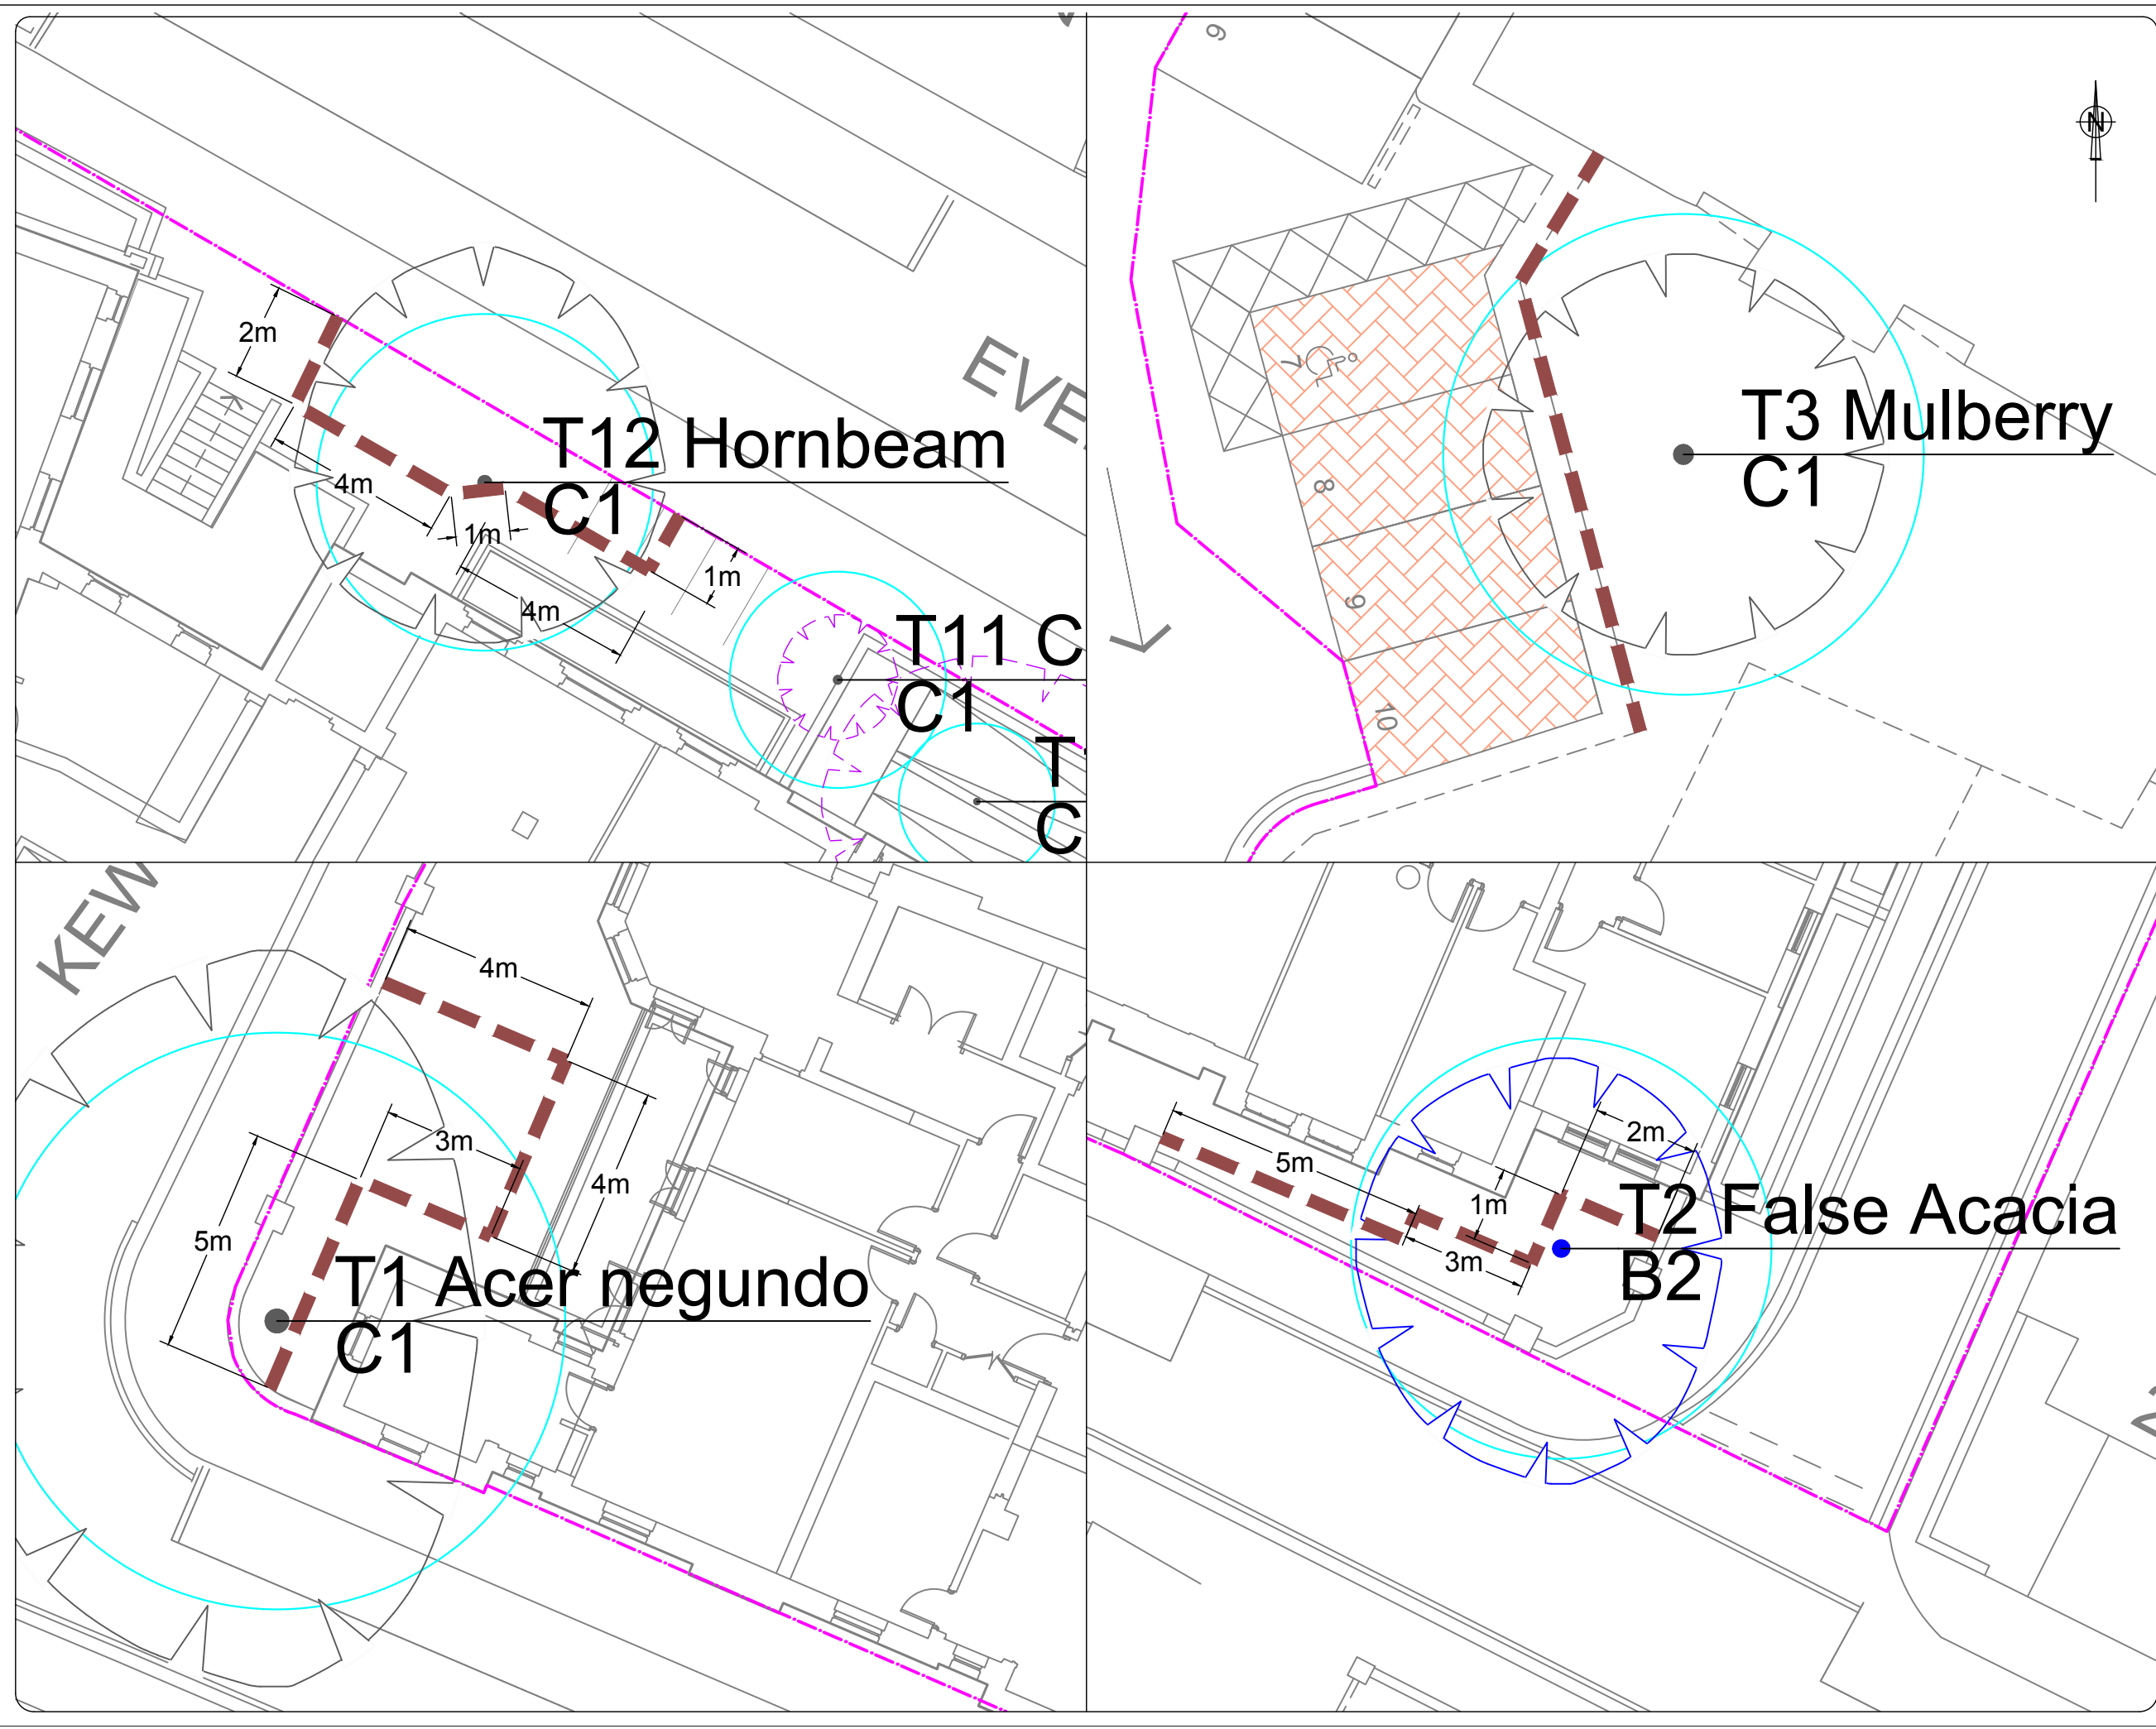 2m
4m
1m
4m
1m
T12 Hornbeam
C1
EVE
T11 C
C1
T
C
6
N
T3 Mulberry
C1
8
9
10
KEW
4m
3m
4m
5m
T1 Acer negundo
C1
5m
2m
1m
3m
T2 False Acacia
B2